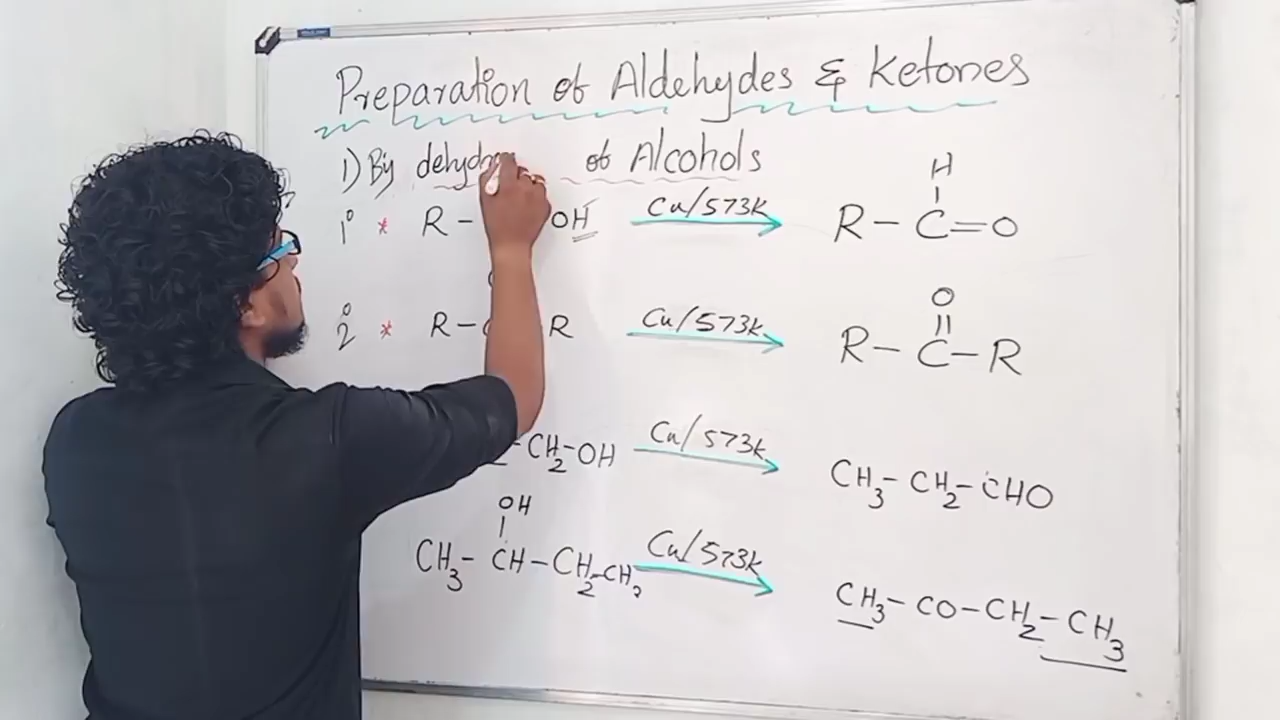 Preparation of Aldehydes & Ketones
1) By of Alcohols
1° * R- OH Cu/573K R-C=O
H
2° * R- R Cu/573K R-C-R
O
CH2-OH Cu/573K CH3-CH2-CHO
OH
CH3-CH-CH2-CH3 Cu/573K CH3-CO-CH2-CH3